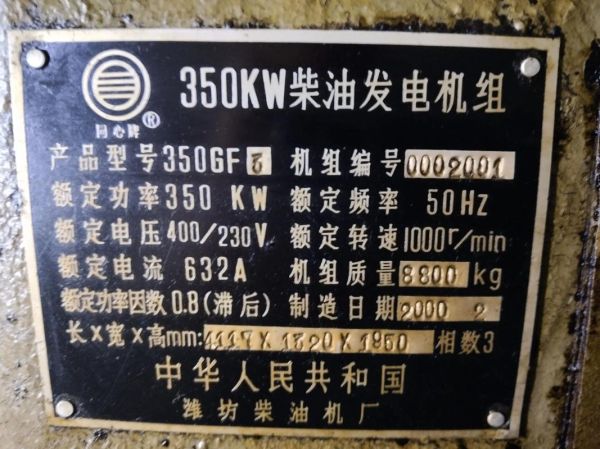 350KW柴油发电机组
同心牌®
产品型号350GF5 机组编号0002001
额定功率350 KW 额定频率 50Hz
额定电压400/230V 额定转速1000r/min
额定电流 632A 机组质量8800kg
额定功率因数0.8(滞后) 制造日期2000 2
长X宽X高mm:4117X1520X1950 相数3
中华人民共和国
潍坊柴油机厂